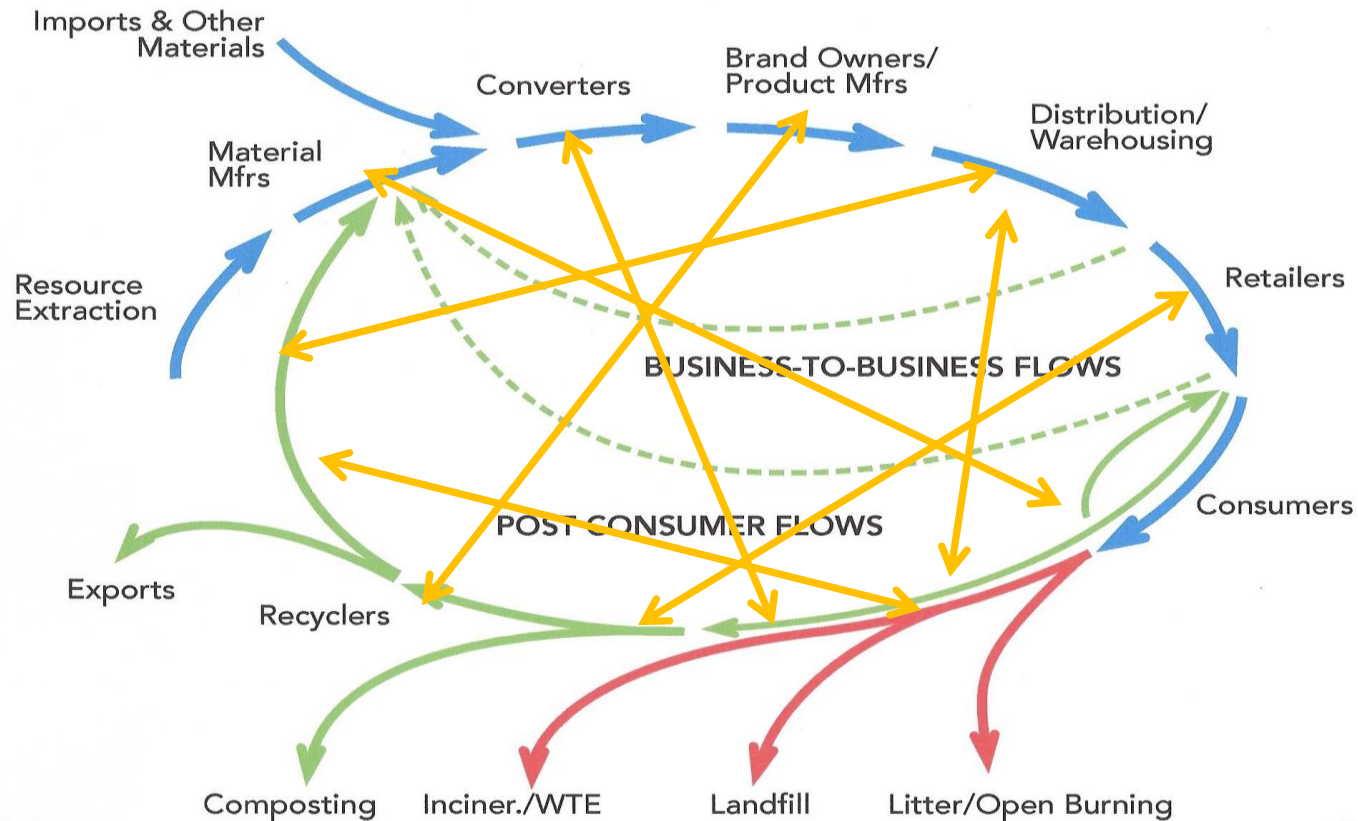 Imports & Other
Materials
Converters
Brand Owners/
Product Mfrs
Distribution/
Warehousing
Material
Mfrs
Resource
Extraction
Retailers
BUSINESS-TO-BUSINESS FLOWS
Consumers
POST CONSUMER FLOWS
Exports
Recyclers
Composting
Inciner./WTE
Landfill
Litter/Open Burning